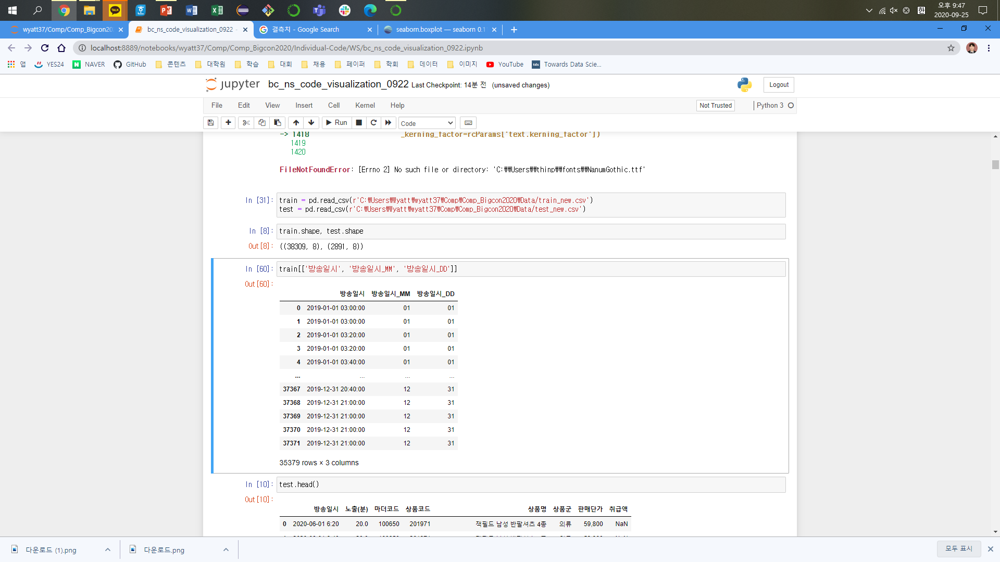 오후 9:47
2020-09-25
한
TALK
wyatt37/Comp/Comp_Bigcon20
bc_ns_code_visualization_0922 -
결측치 - Google Search
seaborn.boxplot — seaborn 0.1
localhost:8889/notebooks/wyatt37/Comp/Comp_Bigcon2020/Individual-Code/WS/bc_ns_code_visualization_0922.ipynb
앱 YES24 NAVER GitHub 콘텐츠 대학원 학습 대회 채용 페이퍼 학회 데이터 이미지 YouTube tds Towards Data Scie...
jupyter bc_ns_code_visualization_0922 Last Checkpoint: 14분 전 (unsaved changes) Logout
File Edit View Insert Cell Kernel Help Not Trusted Python 3
Run Code
-> 1418 _kerning_factor=rcParams['text.kerning_factor'])
1419
1420
FileNotFoundError: [Errno 2] No such file or directory: 'C:₩₩Users₩₩thinp₩₩fonts₩₩NanumGothic.ttf'
In [31]: train = pd.read_csv(r'C:₩Users₩Wyatt₩wyatt37₩Comp₩Comp_Bigcon2020₩Data/train_new.csv')
test = pd.read_csv(r'C:₩Users₩Wyatt₩wyatt37₩Comp₩Comp_Bigcon2020₩Data/test_new.csv')
In [8]: train.shape, test.shape
Out[8]: ((38309, 8), (2891, 8))
In [60]: train[['방송일시', '방송일시_MM', '방송일시_DD']]
Out[60]:
방송일시 방송일시_MM 방송일시_DD
0 2019-01-01 03:00:00 01 01
1 2019-01-01 03:00:00 01 01
2 2019-01-01 03:20:00 01 01
3 2019-01-01 03:20:00 01 01
4 2019-01-01 03:40:00 01 01
... ... ... ...
37367 2019-12-31 20:40:00 12 31
37368 2019-12-31 21:00:00 12 31
37369 2019-12-31 21:00:00 12 31
37370 2019-12-31 21:00:00 12 31
37371 2019-12-31 21:00:00 12 31
35379 rows × 3 columns
In [10]: test.head()
Out[10]:
방송일시 노출(분) 마더코드 상품코드 상품명 상품군 판매단가 취급액
0 2020-06-01 6:20 20.0 100650 201971 잭필드 남성 반팔셔츠 4종 의류 59,800 NaN
다운로드 (1).png
다운로드.png
모두 표시